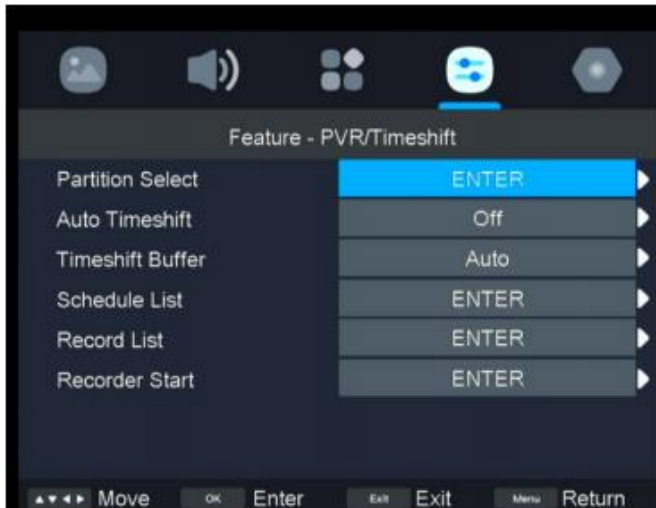 Feature - PVR/Timeshift
Partition Select ENTER
Auto Timeshift Off
Timeshift Buffer Auto
Schedule List ENTER
Record List ENTER
Recorder Start ENTER
▲▼◄► Move OK Enter Exit Exit Menu Return